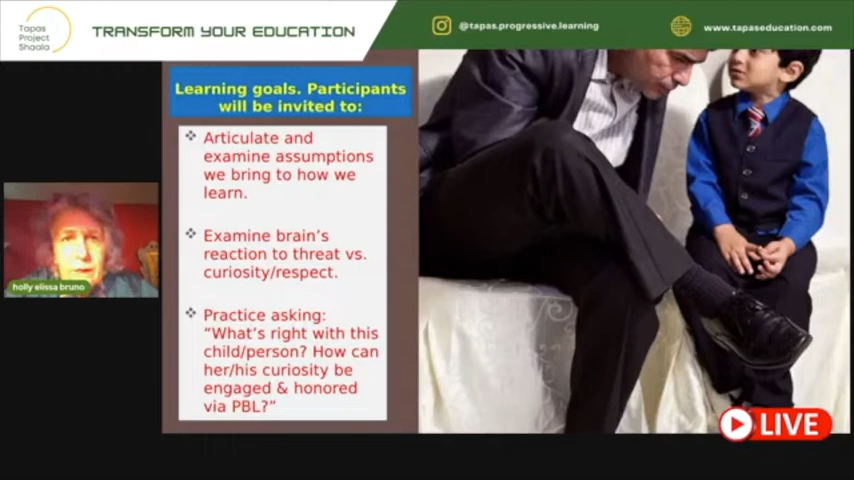 Tapas
Project
Shaala
TRANSFORM YOUR EDUCATION
@tapas.progressive.learning
www.tapaseducation.com
Learning goals. Participants
will be invited to:
❖ Articulate and
examine assumptions
we bring to how we
learn.
❖ Examine brain’s
reaction to threat vs.
curiosity/respect.
❖ Practice asking:
“What’s right with this
child/person? How can
her/his curiosity be
engaged & honored
via PBL?”
holly elissa bruno
LIVE